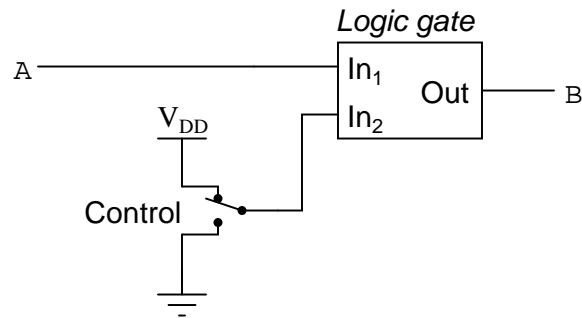 Logic gate
A
In1
Out
B
In2
VDD
Control